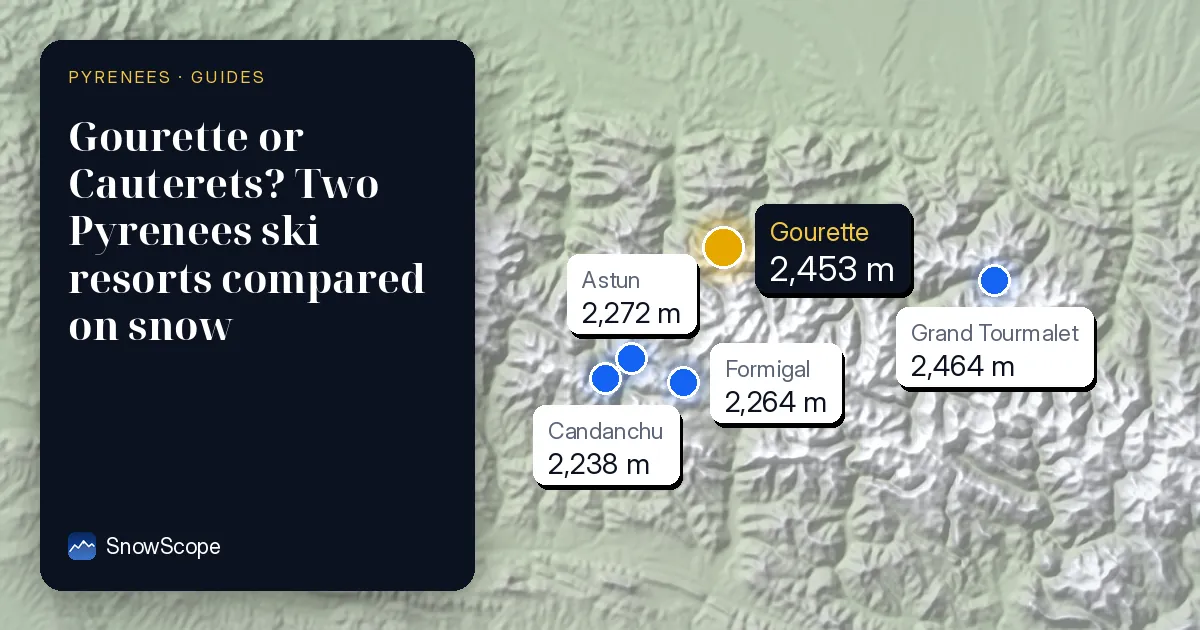 PYRENEES · GUIDES
Gourette or
Cauterets? Two
Pyrenees ski
resorts compared
on snow
SnowScope
Gourette
2,453 m
Astun
2,272 m
Grand Tourmalet
2,464 m
Formigal
2,264 m
Candanchu
2,238 m